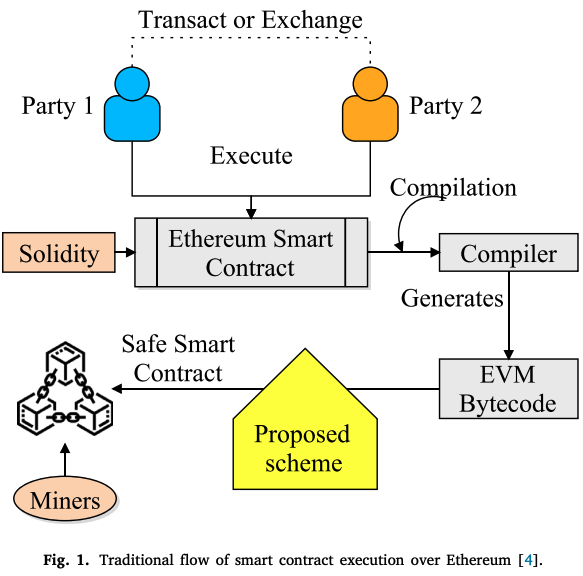 Transact or Exchange
Party 1
Party 2
Execute
Compilation
Solidity
Ethereum Smart
Contract
Compiler
Generates
Safe Smart
Contract
EVM
Bytecode
Proposed
scheme
Miners
Fig. 1. Traditional flow of smart contract execution over Ethereum [4].